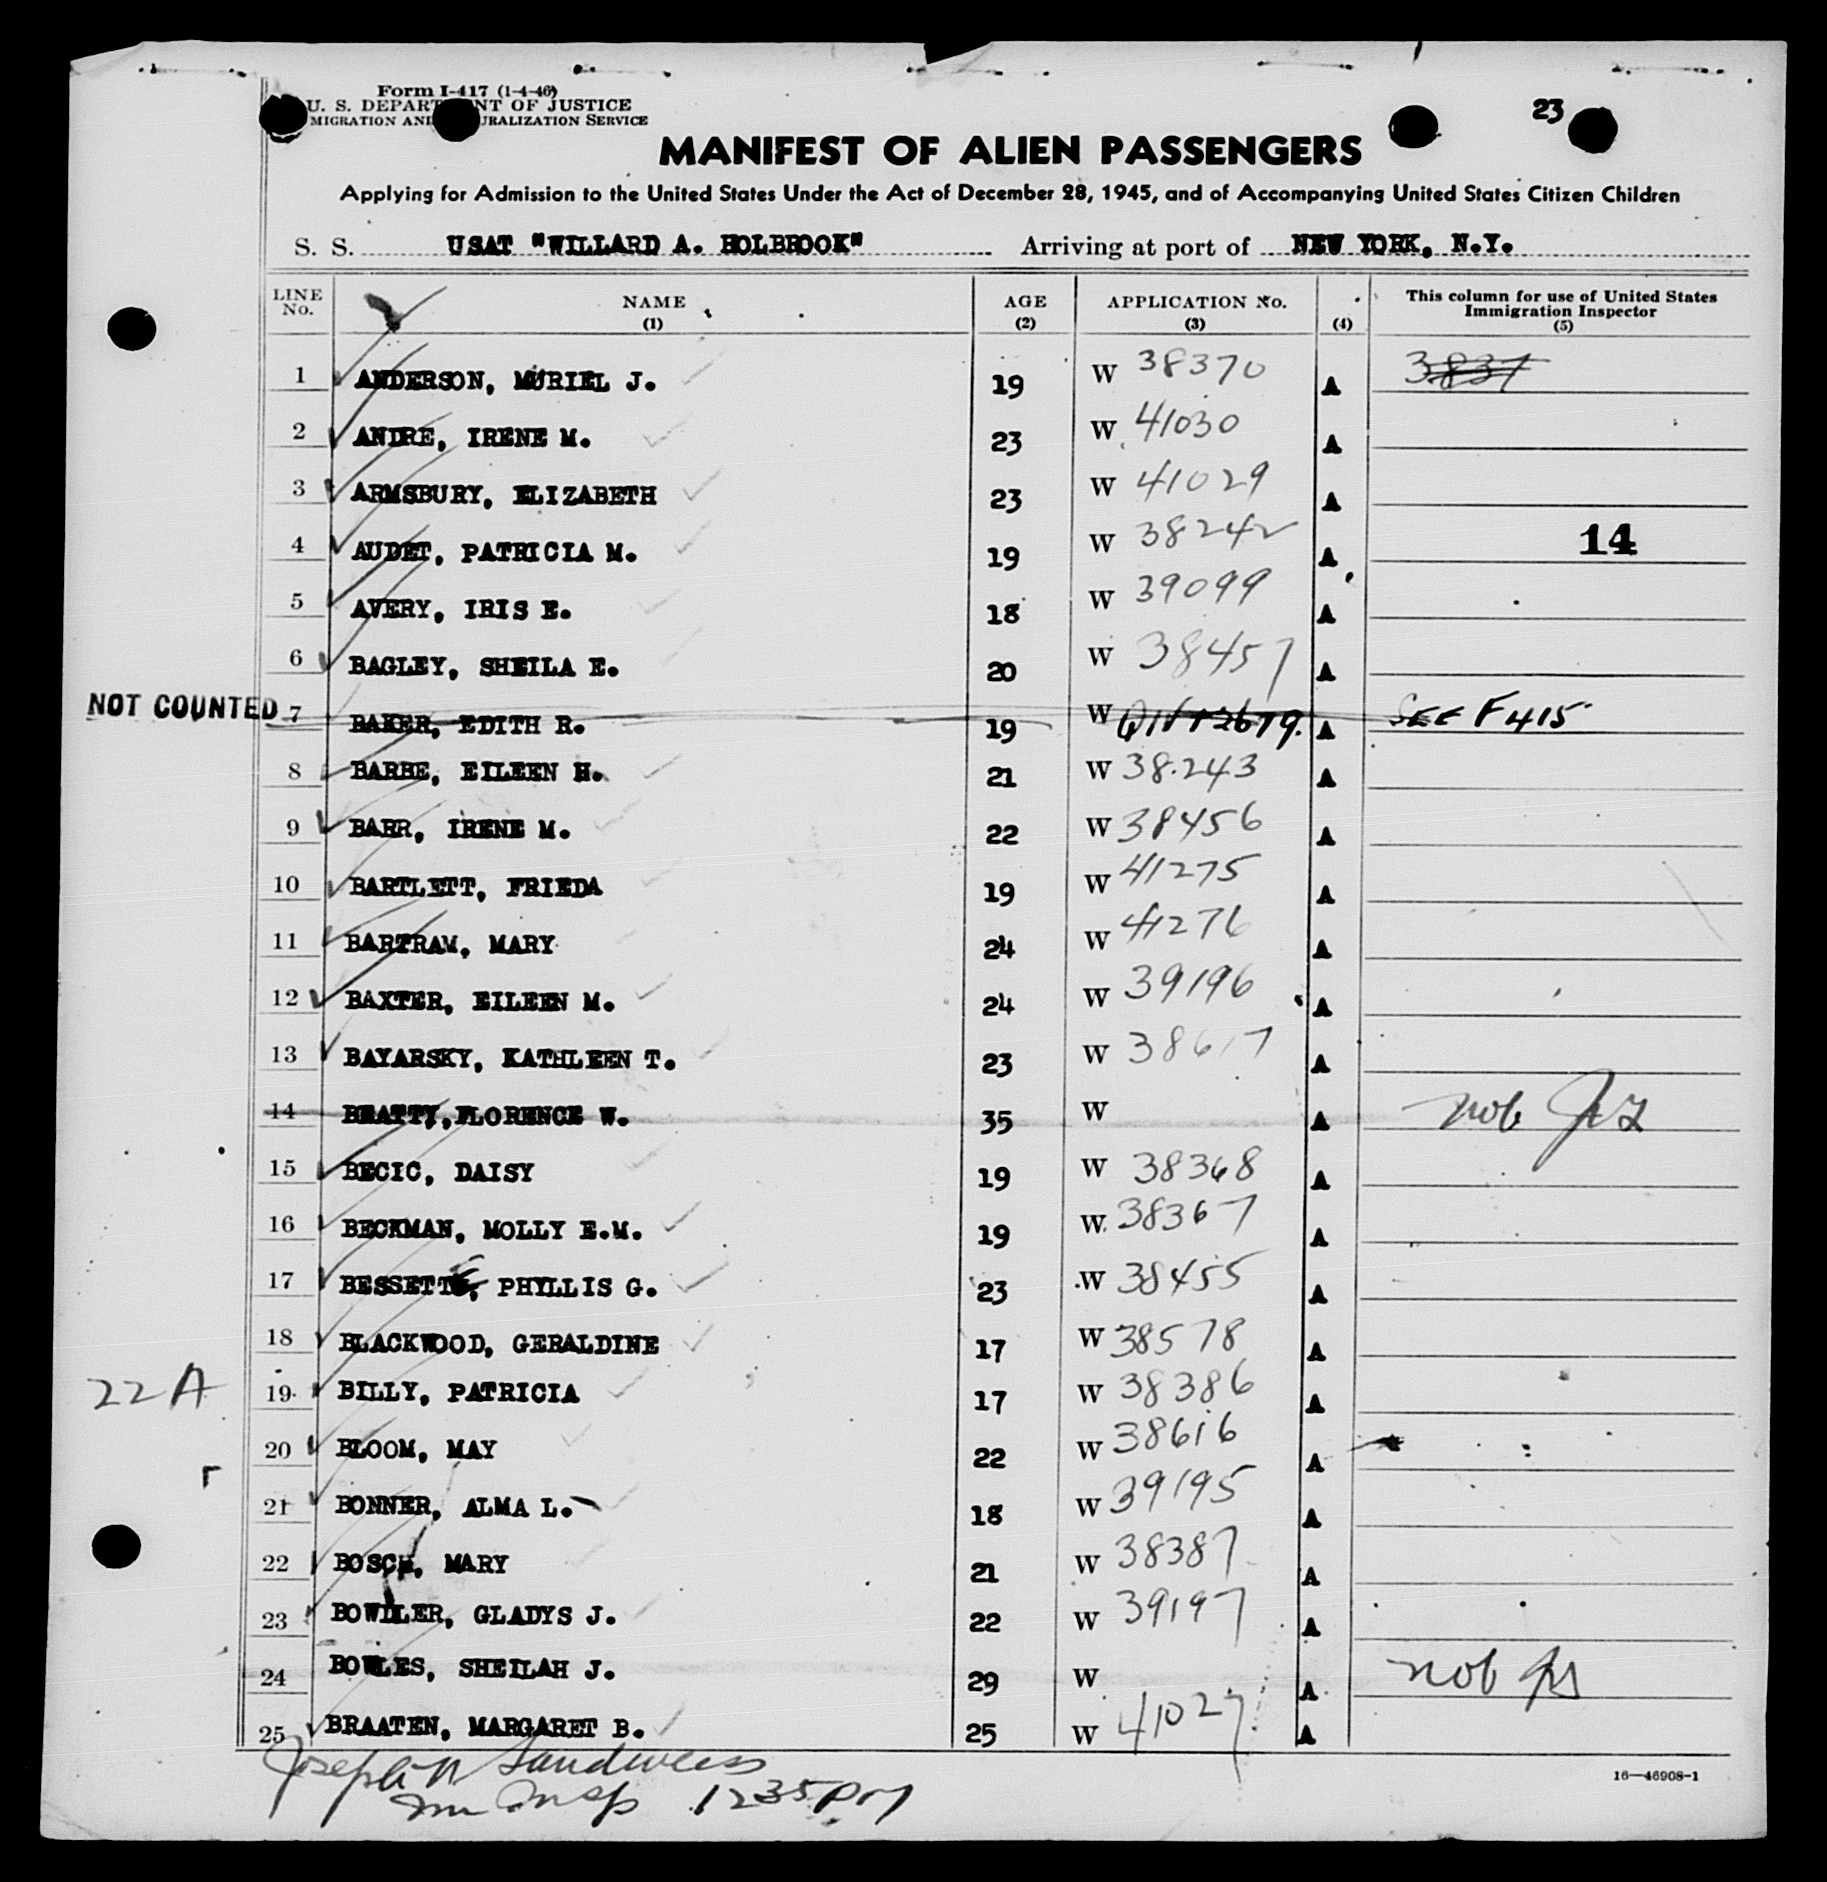 Form I-417 (1-4-46)
U. S. DEPARTMENT OF JUSTICE
MIGRATION AND URALIZATION SERVICE
23
MANIFEST OF ALIEN PASSENGERS
Applying for Admission to the United States Under the Act of December 28, 1945, and of Accompanying United States Citizen Children
S. S. USAT "WILLARD A. HOLBROOK" Arriving at port of NEW YORK, N.Y.
LINE No. NAME (1) AGE (2) APPLICATION No. (3) (4) This column for use of United States Immigration Inspector (5)
1 ANDERSON, MURIEL J. 19 W 38370 A 3837
2 ANDRE, IRENE M. 23 W 41030 A
3 ARMSBURY, ELIZABETH 23 W 41029 A
4 AUDET, PATRICIA M. 19 W 38242 A 14
5 AVERY, IRIS E. 18 W 39099 A
6 BAGLEY, SHEILA E. 20 W 38457 A
NOT COUNTED 7 BAKER, EDITH R. 19 W A SEE F415
8 BARBE, EILEEN H. 21 W 38243 A
9 BARR, IRENE M. 22 W 38456 A
10 BARTLETT, FRIEDA 19 W 41275 A
11 BARTRAM, MARY 24 W 41276 A
12 BAXTER, EILEEN M. 24 W 39196 A
13 BAYARSKY, KATHLEEN T. 23 W 38617 A
14 BEATTY, FLORENCE W. 35 W A nob
15 BECIC, DAISY 19 W 38368 A
16 BECKMAN, MOLLY E.M. 19 W 38367 A
17 BESSETTE, PHYLLIS G. 23 W 38455 A
18 BLACKWOOD, GERALDINE 17 W 38578 A
22A 19 BILLY, PATRICIA 17 W 38386 A
20 BLOOM, MAY 22 W 38616 A
21 BONNER, ALMA L. 18 W 39195 A
22 BOSCH, MARY 21 W 38387 A
23 BOWDLER, GLADYS J. 22 W 39197 A
24 BOWLES, SHEILAH J. 29 W A nob
25 BRAATEN, MARGARET B. 25 W 41027 A
Joseph N Sandweiss
Imm Insp 1235 PM
16—46908-1